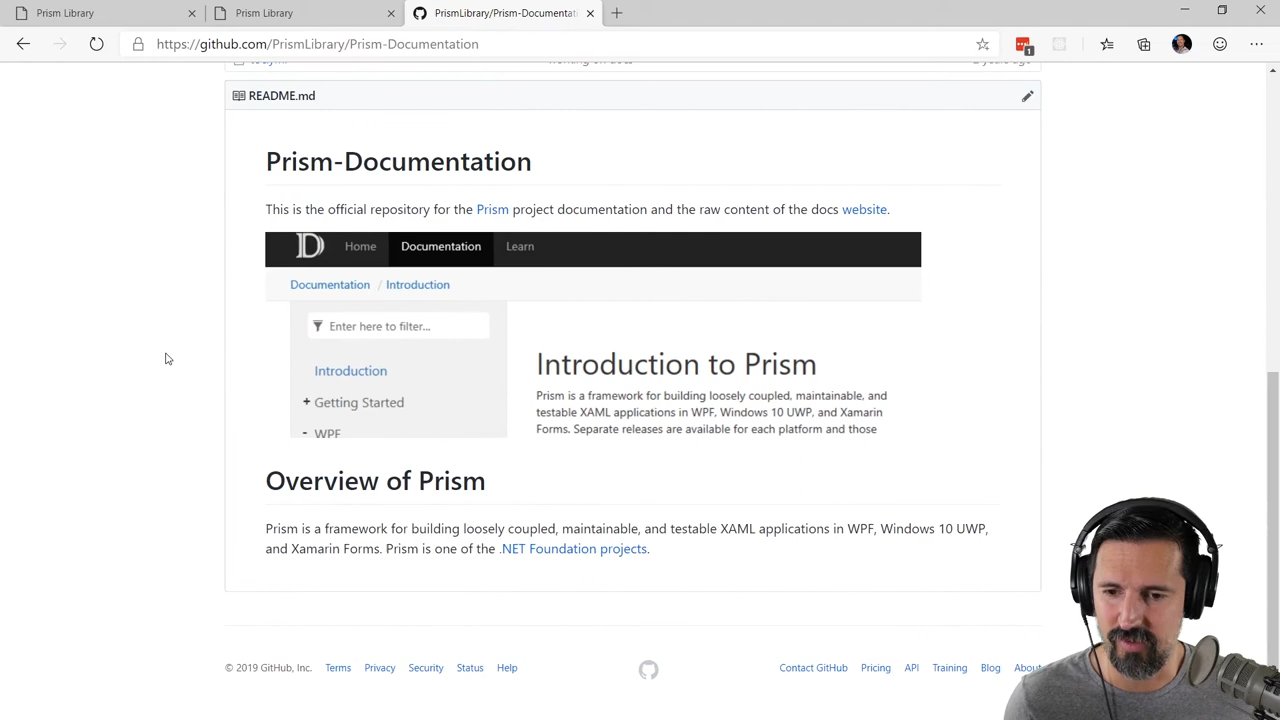 Prism Library
Prism Library
PrismLibrary/Prism-Documentati
https://github.com/PrismLibrary/Prism-Documentation
1
README.md
Prism-Documentation
This is the official repository for the Prism project documentation and the raw content of the docs website.
D Home Documentation Learn
Documentation / Introduction
Enter here to filter...
Introduction
+ Getting Started
- WPF
Introduction to Prism
Prism is a framework for building loosely coupled, maintainable, and
testable XAML applications in WPF, Windows 10 UWP, and Xamarin
Forms. Separate releases are available for each platform and those
Overview of Prism
Prism is a framework for building loosely coupled, maintainable, and testable XAML applications in WPF, Windows 10 UWP,
and Xamarin Forms. Prism is one of the .NET Foundation projects.
© 2019 GitHub, Inc. Terms Privacy Security Status Help
Contact GitHub Pricing API Training Blog About